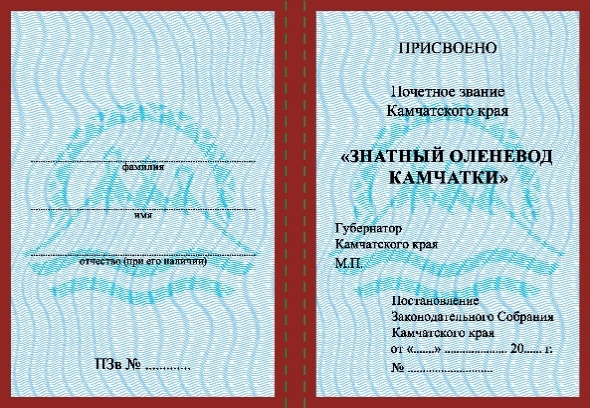 фамилия
имя
отчество (при его наличии)
ПЗв № ............
ПРИСВОЕНО
Почетное звание
Камчатского края
«ЗНАТНЫЙ ОЛЕНЕВОД
КАМЧАТКИ»
Губернатор
Камчатского края
М.П.
Постановление
Законодательного Собрания
Камчатского края
от «......» ..................... 20...... г.
№ ............................